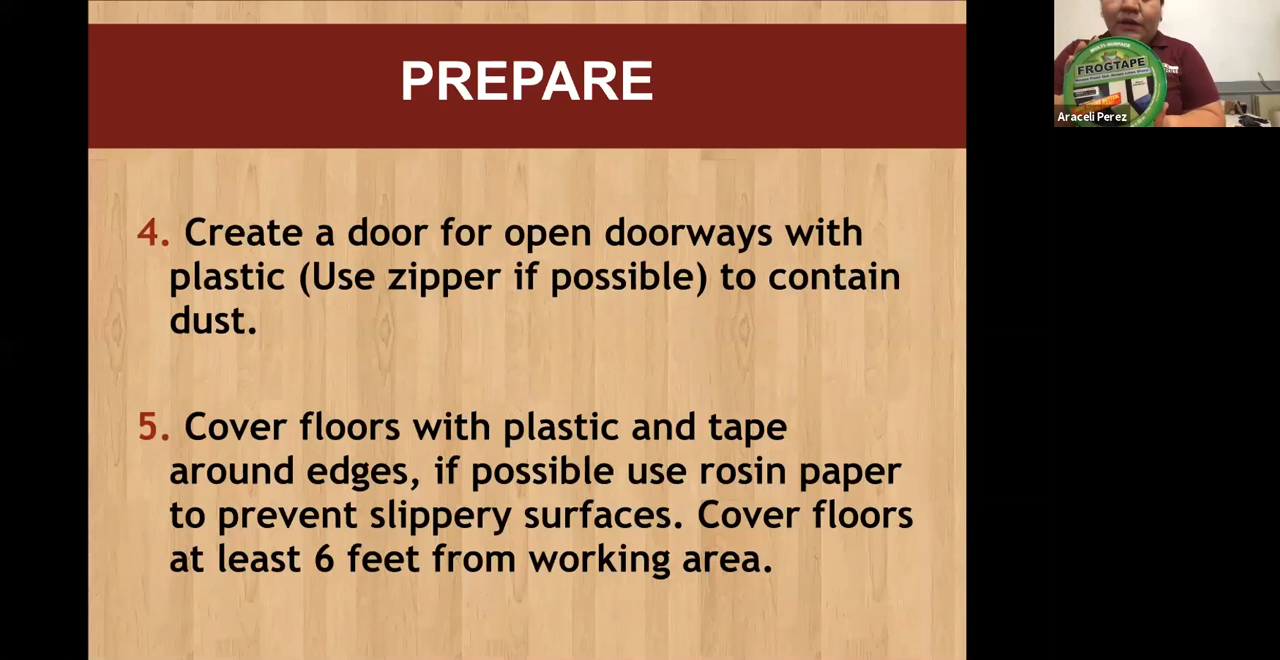 PREPARE
4. Create a door for open doorways with
plastic (Use zipper if possible) to contain
dust.
5. Cover floors with plastic and tape
around edges, if possible use rosin paper
to prevent slippery surfaces. Cover floors
at least 6 feet from working area.
MULTI-SURFACE
FROGTAPE
Araceli Perez